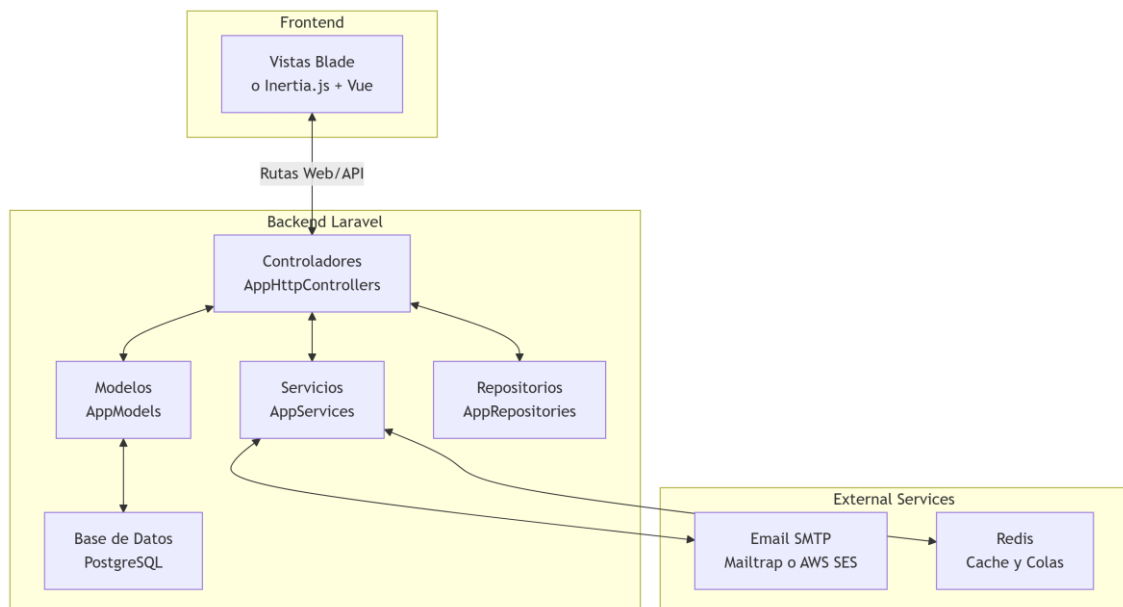 Frontend
Vistas Blade
o Inertia.js + Vue
Rutas Web/API
Backend Laravel
Controladores
AppHttpControllers
Modelos
AppModels
Servicios
AppServices
Repositorios
AppRepositories
Base de Datos
PostgreSQL
External Services
Email SMTP
Mailtrap o AWS SES
Redis
Cache y Colas